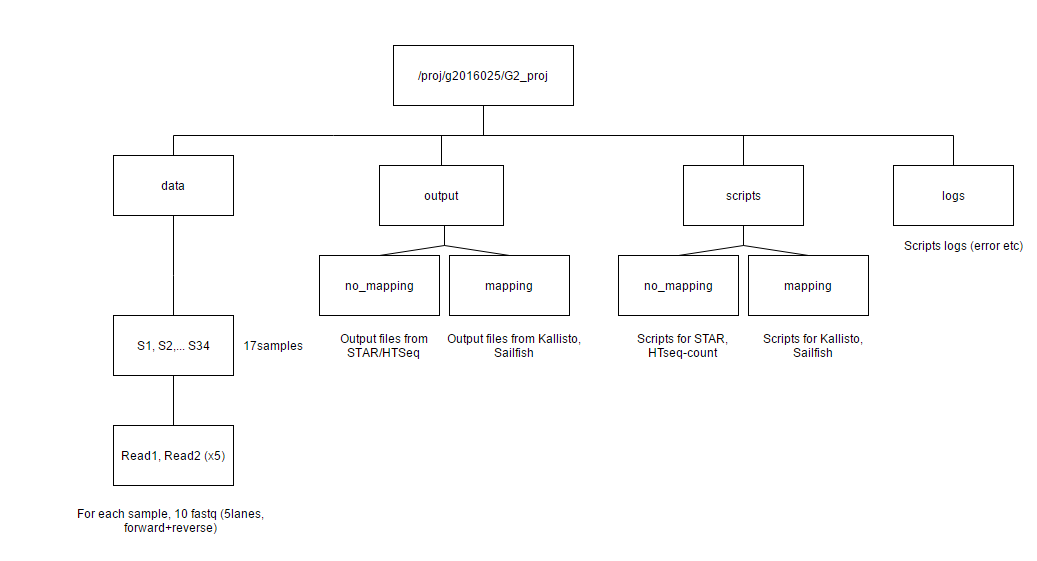 /proj/g2016025/G2_proj
data
output
scripts
logs
Scripts logs (error etc)
no_mapping
mapping
no_mapping
mapping
Output files from
STAR/HTSeq
Output files from Kallisto,
Sailfish
Scripts for STAR,
HTseq-count
Scripts for Kallisto,
Sailfish
S1, S2,... S34
17samples
Read1, Read2 (x5)
For each sample, 10 fastq (5lanes,
forward+reverse)